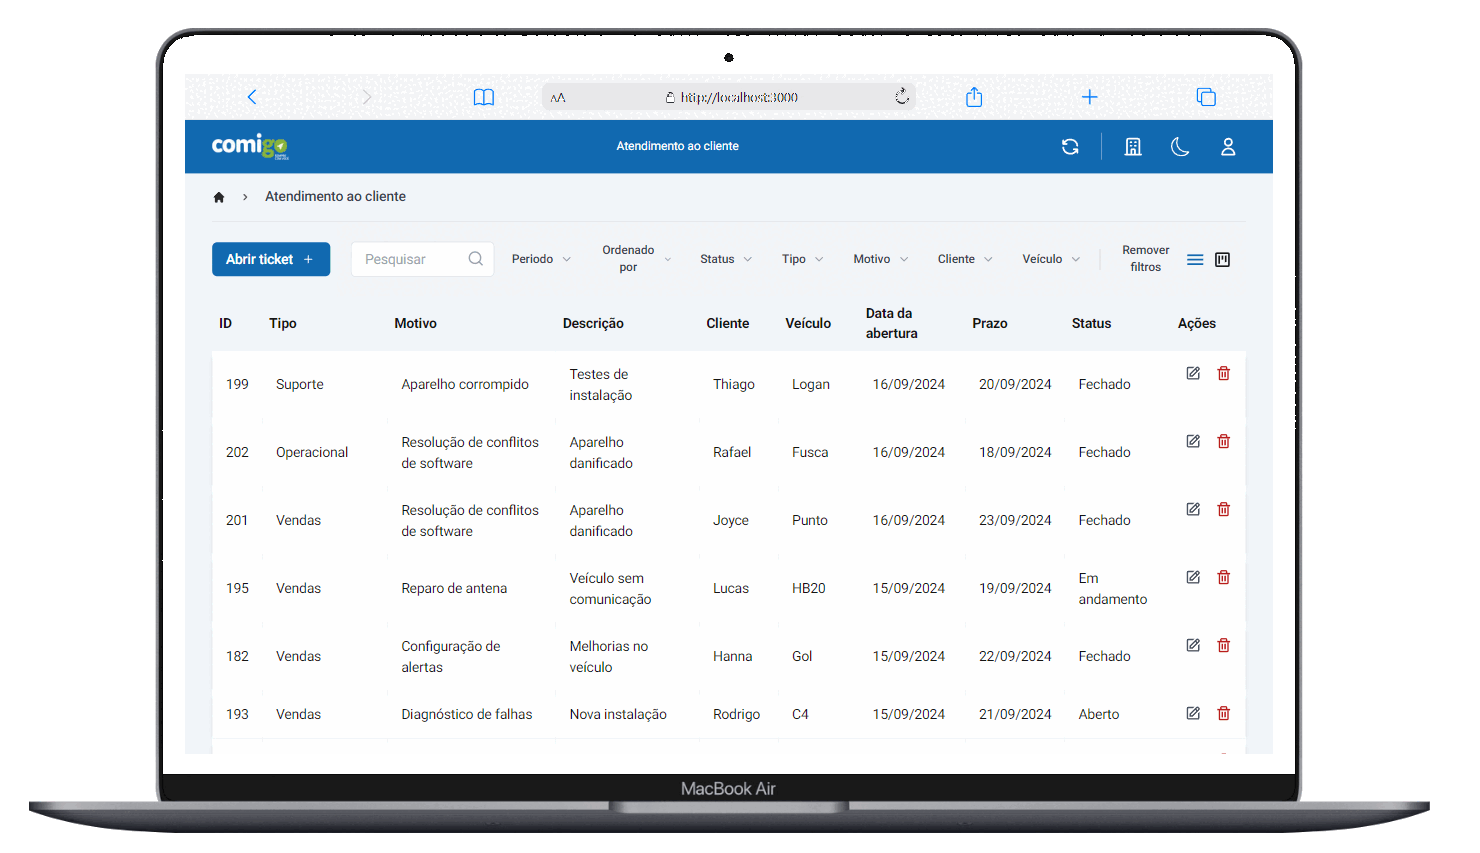 AA http://localhost:3000
comigo Atendimento ao cliente
Atendimento ao cliente
Abrir ticket + Pesquisar Periodo Ordenado por Status Tipo Motivo Cliente Veículo Remover filtros
ID Tipo Motivo Descrição Cliente Veículo Data da abertura Prazo Status Ações
199 Suporte Aparelho corrompido Testes de instalação Thiago Logan 16/09/2024 20/09/2024 Fechado
202 Operacional Resolução de conflitos de software Aparelho danificado Rafael Fusca 16/09/2024 18/09/2024 Fechado
201 Vendas Resolução de conflitos de software Aparelho danificado Joyce Punto 16/09/2024 23/09/2024 Fechado
195 Vendas Reparo de antena Veículo sem comunicação Lucas HB20 15/09/2024 19/09/2024 Em andamento
182 Vendas Configuração de alertas Melhorias no veículo Hanna Gol 15/09/2024 22/09/2024 Fechado
193 Vendas Diagnóstico de falhas Nova instalação Rodrigo C4 15/09/2024 21/09/2024 Aberto
MacBook Air